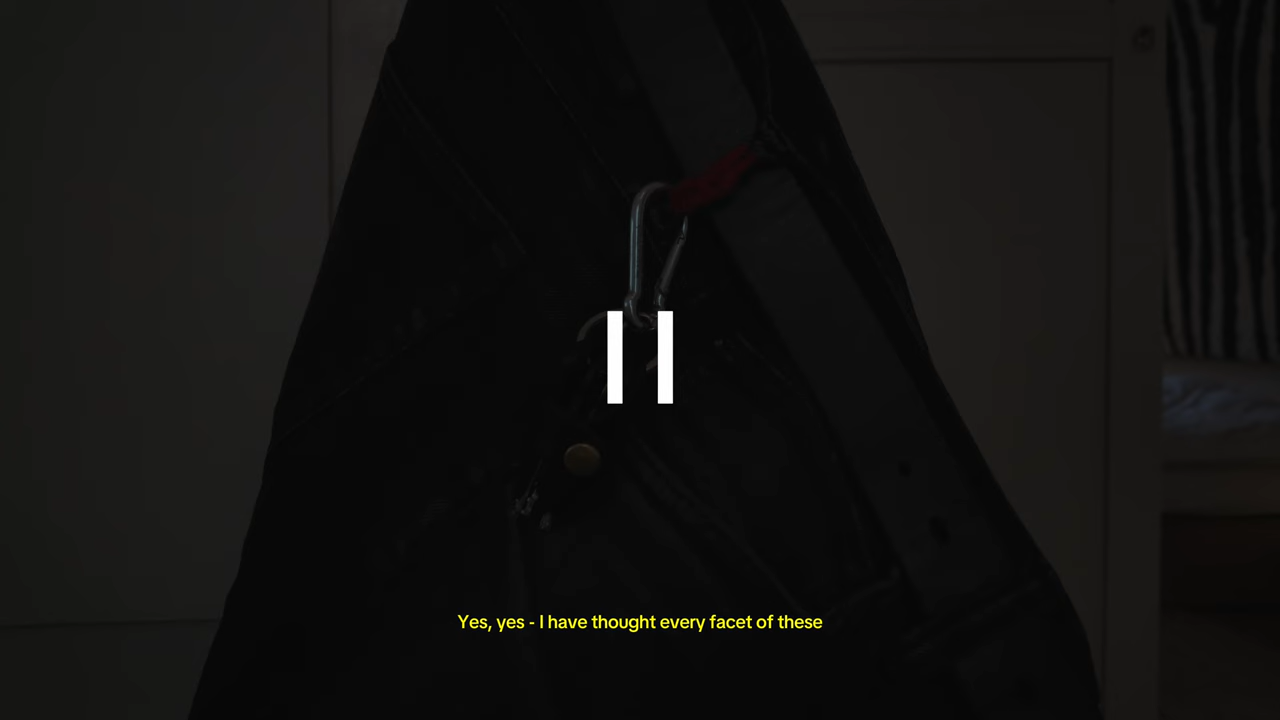 Yes, yes - I have thought every facet of these